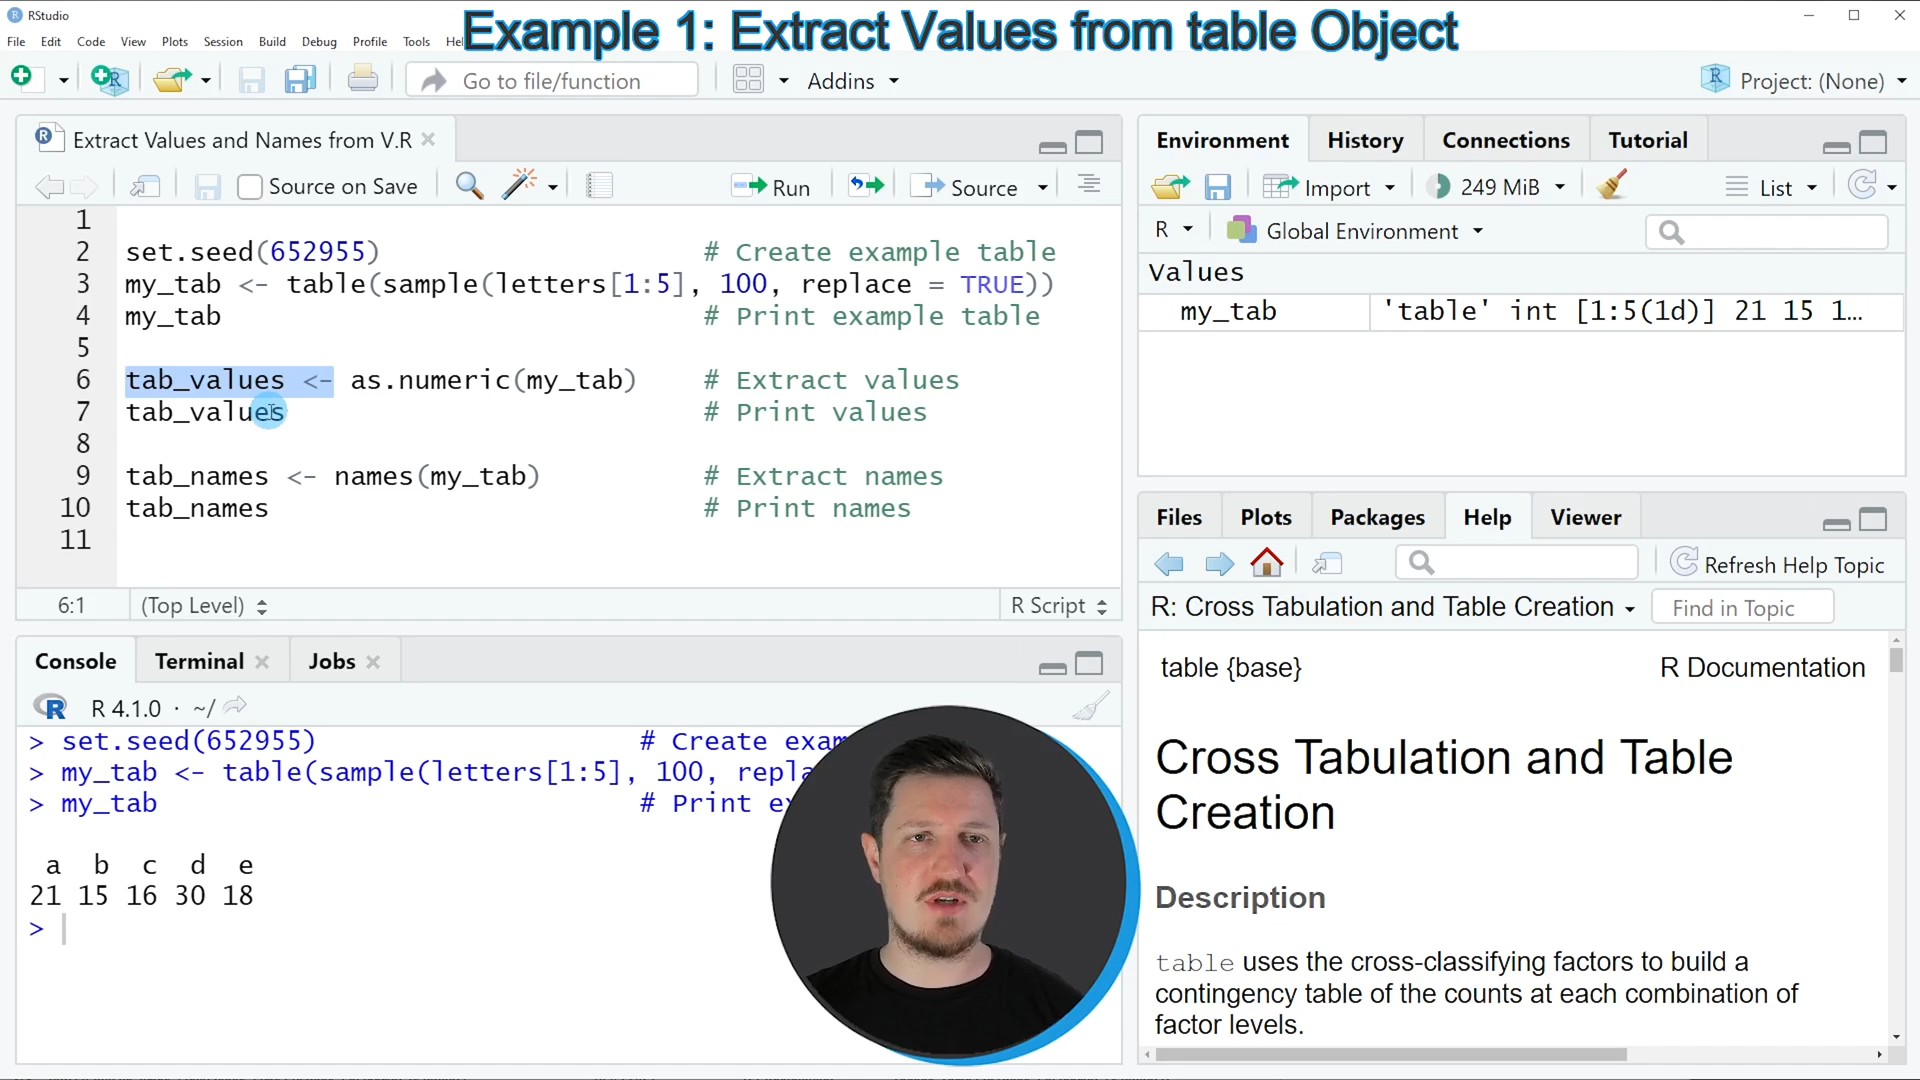 RStudio
Example 1: Extract Values from table Object
File Edit Code View Plots Session Build Debug Profile Tools Hel
Go to file/function
Addins
Project: (None)
Extract Values and Names from V.R
Source on Save
Run
Source
1
2 set.seed(652955) # Create example table
3 my_tab <- table(sample(letters[1:5], 100, replace = TRUE))
4 my_tab # Print example table
5
6 tab_values <- as.numeric(my_tab) # Extract values
7 tab_values # Print values
8
9 tab_names <- names(my_tab) # Extract names
10 tab_names # Print names
11
6:1 (Top Level) R Script
Console Terminal Jobs
R 4.1.0 · ~/
> set.seed(652955) # Create exam
> my_tab <- table(sample(letters[1:5], 100, repla
> my_tab # Print ex
a b c d e
21 15 16 30 18
>
Environment History Connections Tutorial
Import 249 MiB List
R Global Environment
Values
my_tab 'table' int [1:5(1d)] 21 15 1…
Files Plots Packages Help Viewer
Refresh Help Topic
R: Cross Tabulation and Table Creation Find in Topic
table {base} R Documentation
Cross Tabulation and Table
Creation
Description
table uses the cross-classifying factors to build a
contingency table of the counts at each combination of
factor levels.